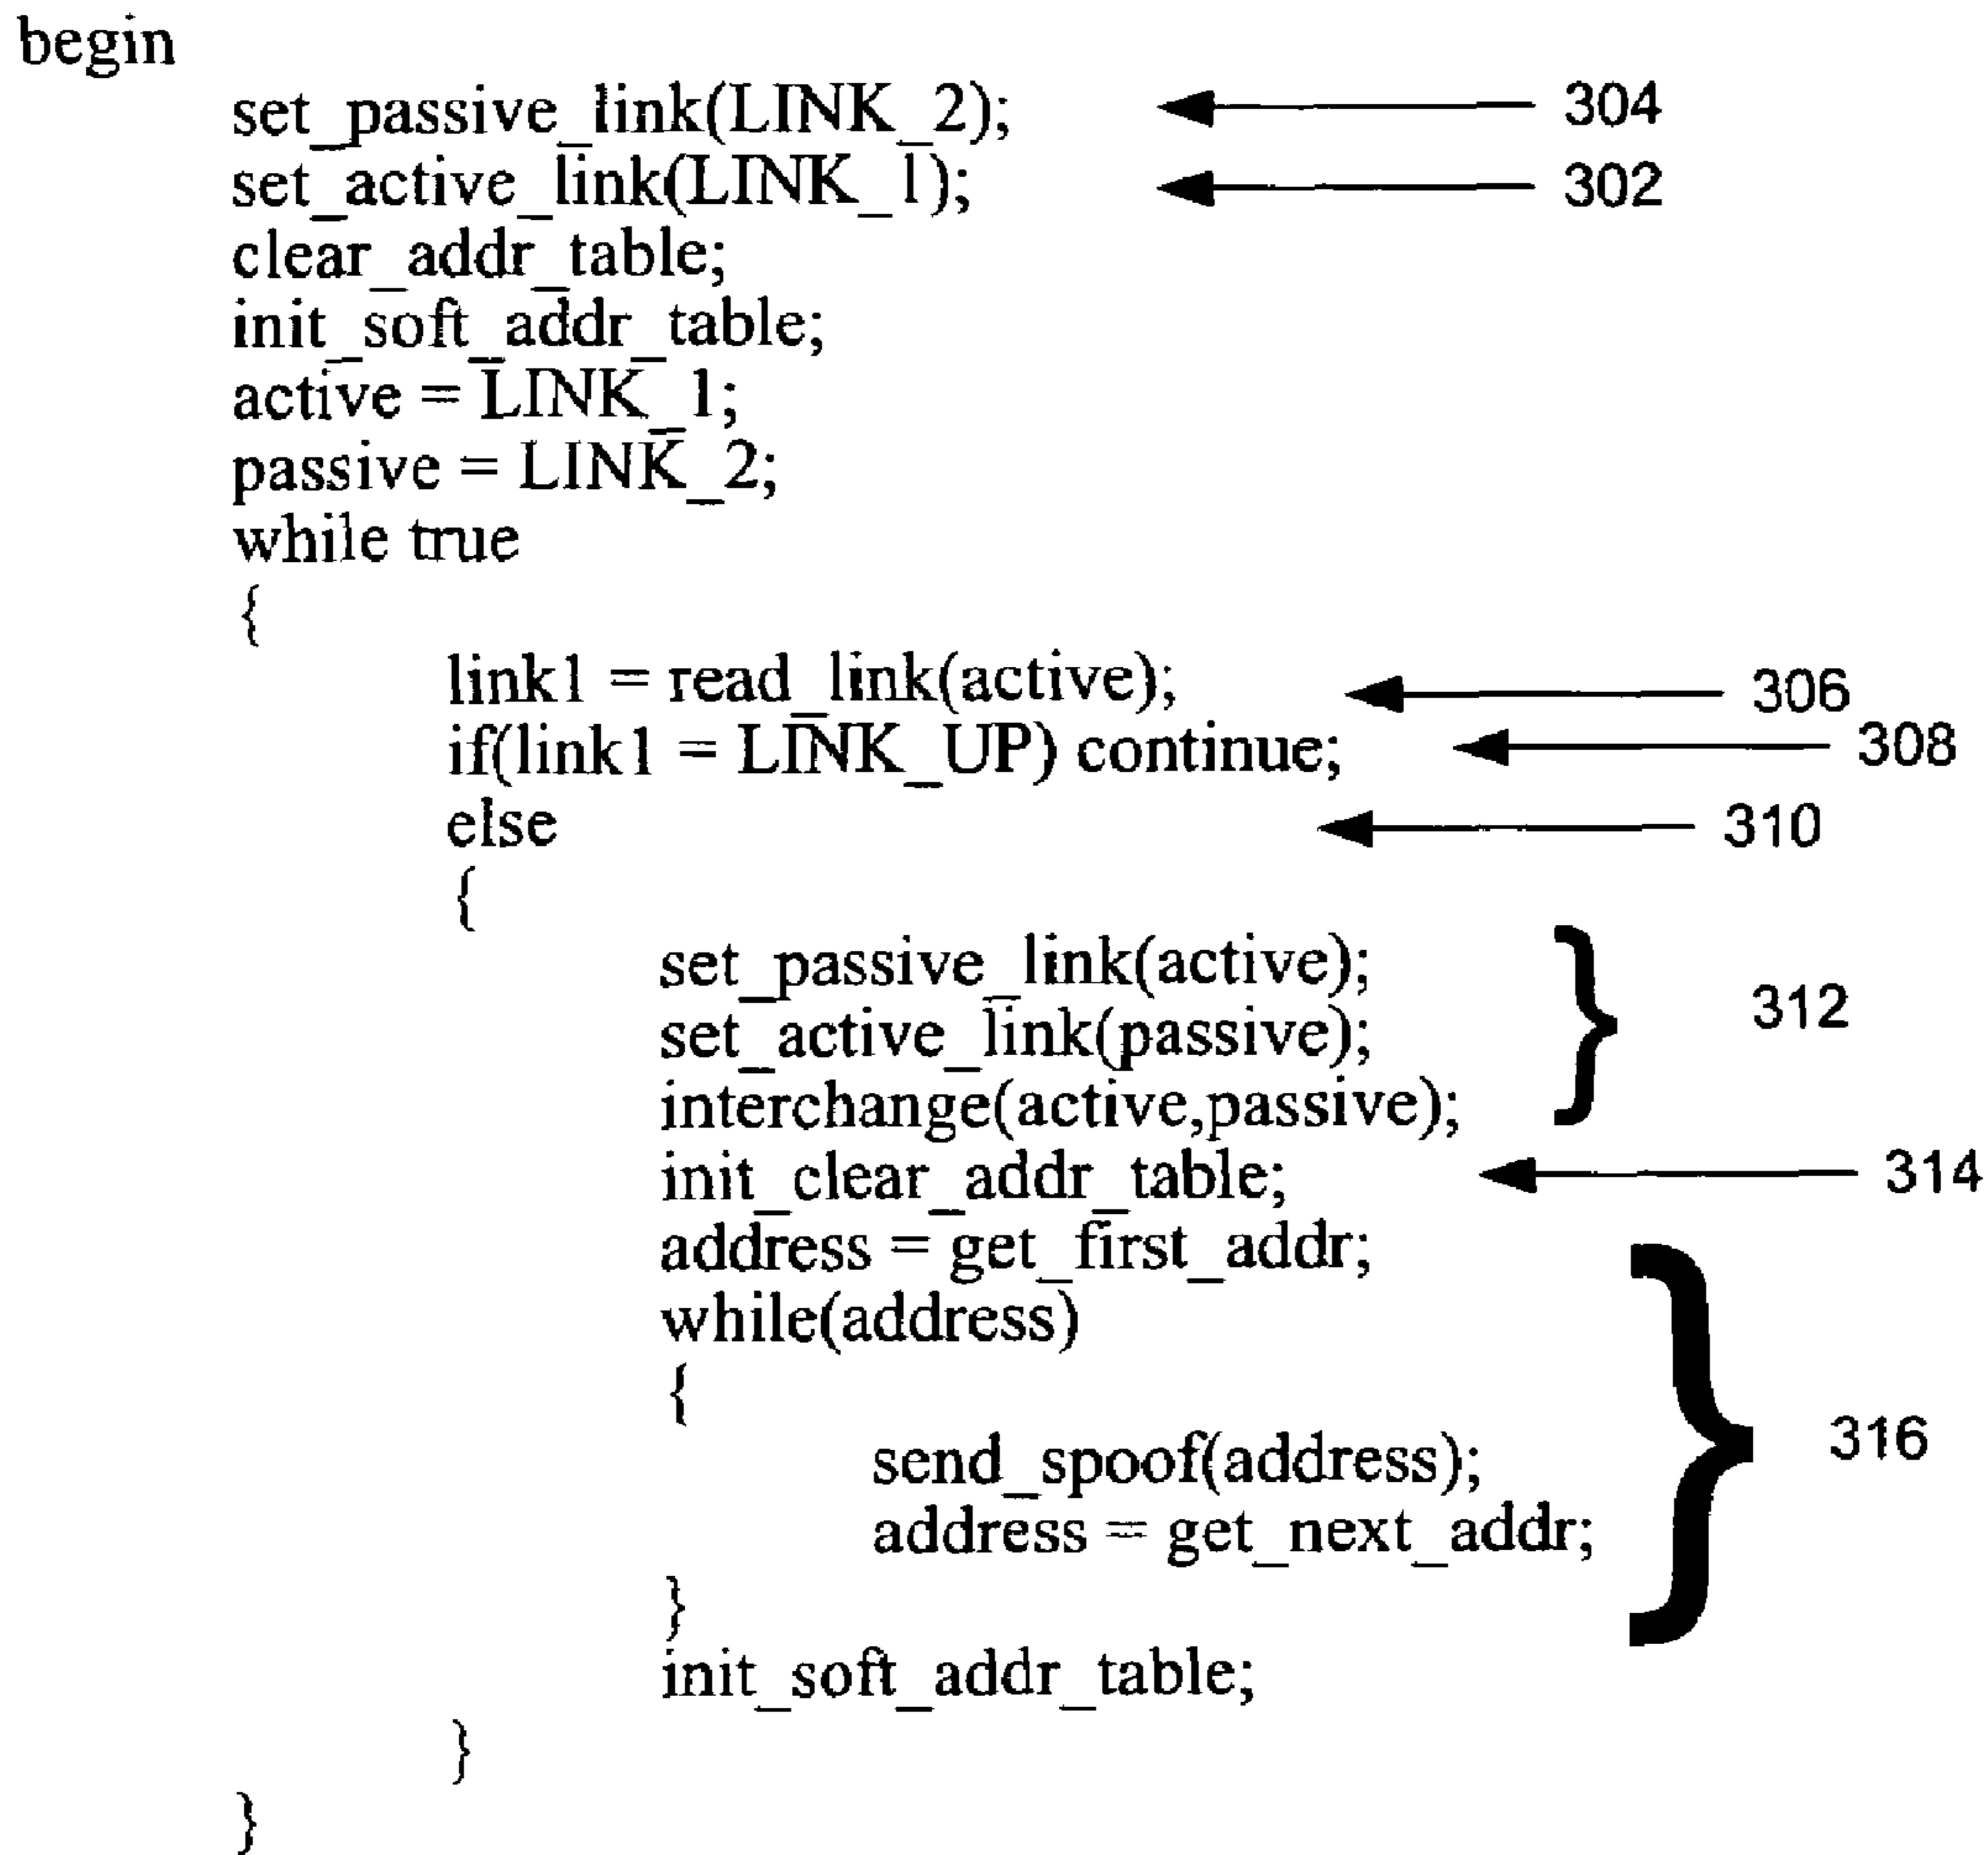 begin
set_passive_link(LINK_2); 304
set_active_link(LINK_1); 302
clear_addr_table;
init_soft_addr_table;
active = LINK_1;
passive = LINK_2;
while true
{
link1 = read_link(active); 306
if(link1 = LINK_UP) continue; 308
else 310
{
set_passive_link(active);
set_active_link(passive); 312
interchange(active,passive);
init_clear_addr_table; 314
address = get_first_addr;
while(address)
{
send_spoof(address); 316
address = get_next_addr;
}
init_soft_addr_table;
}
}